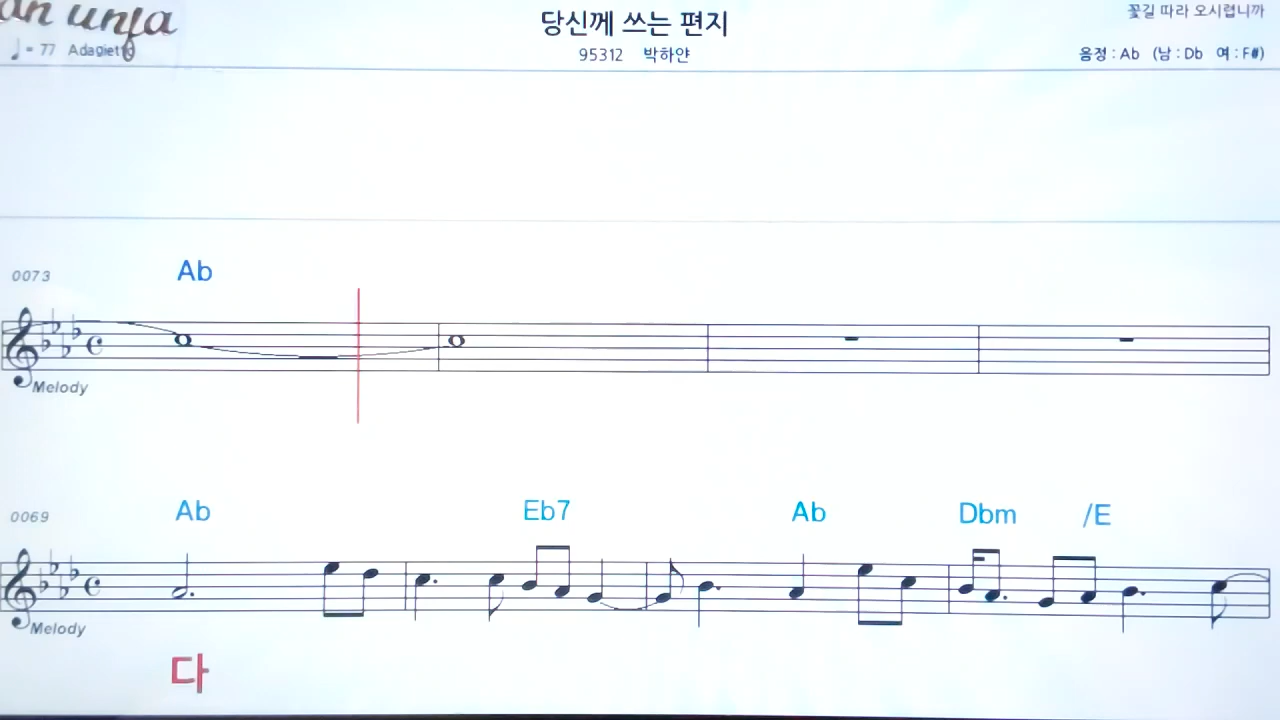 an unfa
당신께 쓰는 편지
꽃길 따라 오시렵니까
♩= 77 Adagietto
95312 박하얀
음정 : Ab (남 : Db 여 : F#)
0073 Ab
Melody
0069 Ab Eb7 Ab Dbm /E
Melody
다